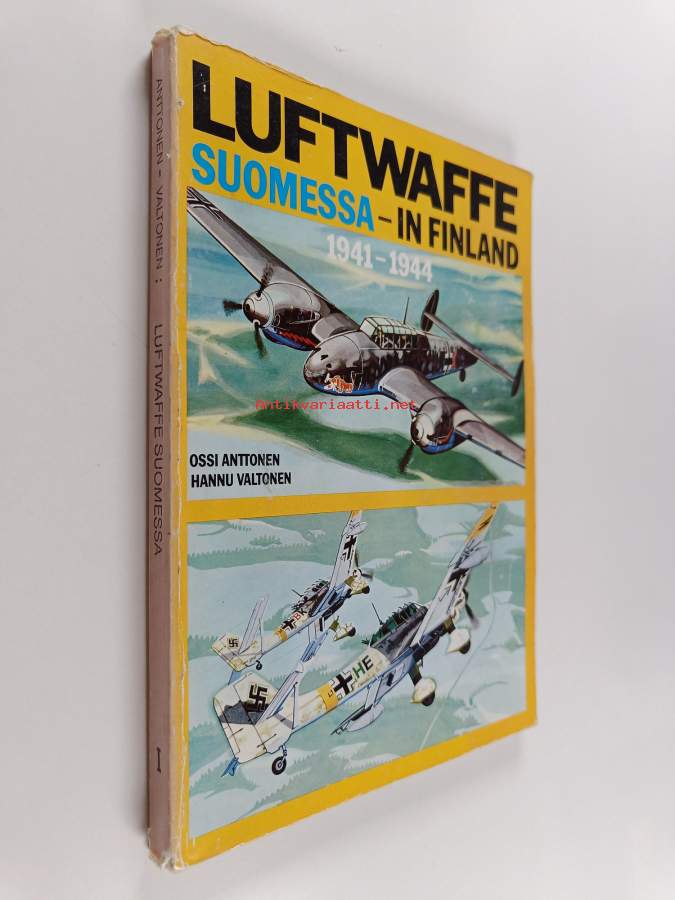 LUFTWAFFE
SUOMESSA – IN FINLAND
1941–1944
Antikvariaatti.net
OSSI ANTTONEN
HANNU VALTONEN
HE
ANTTONEN - VALTONEN : LUFTWAFFE SUOMESSA I